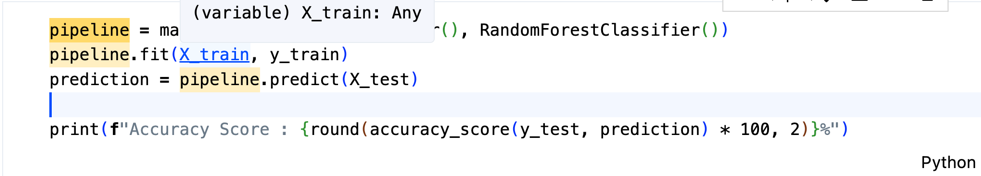 (variable) X_train: Any
pipeline = ma r(), RandomForestClassifier())
pipeline.fit(X_train, y_train)
prediction = pipeline.predict(X_test)
print(f"Accuracy Score : {round(accuracy_score(y_test, prediction) * 100, 2)}%")
Python